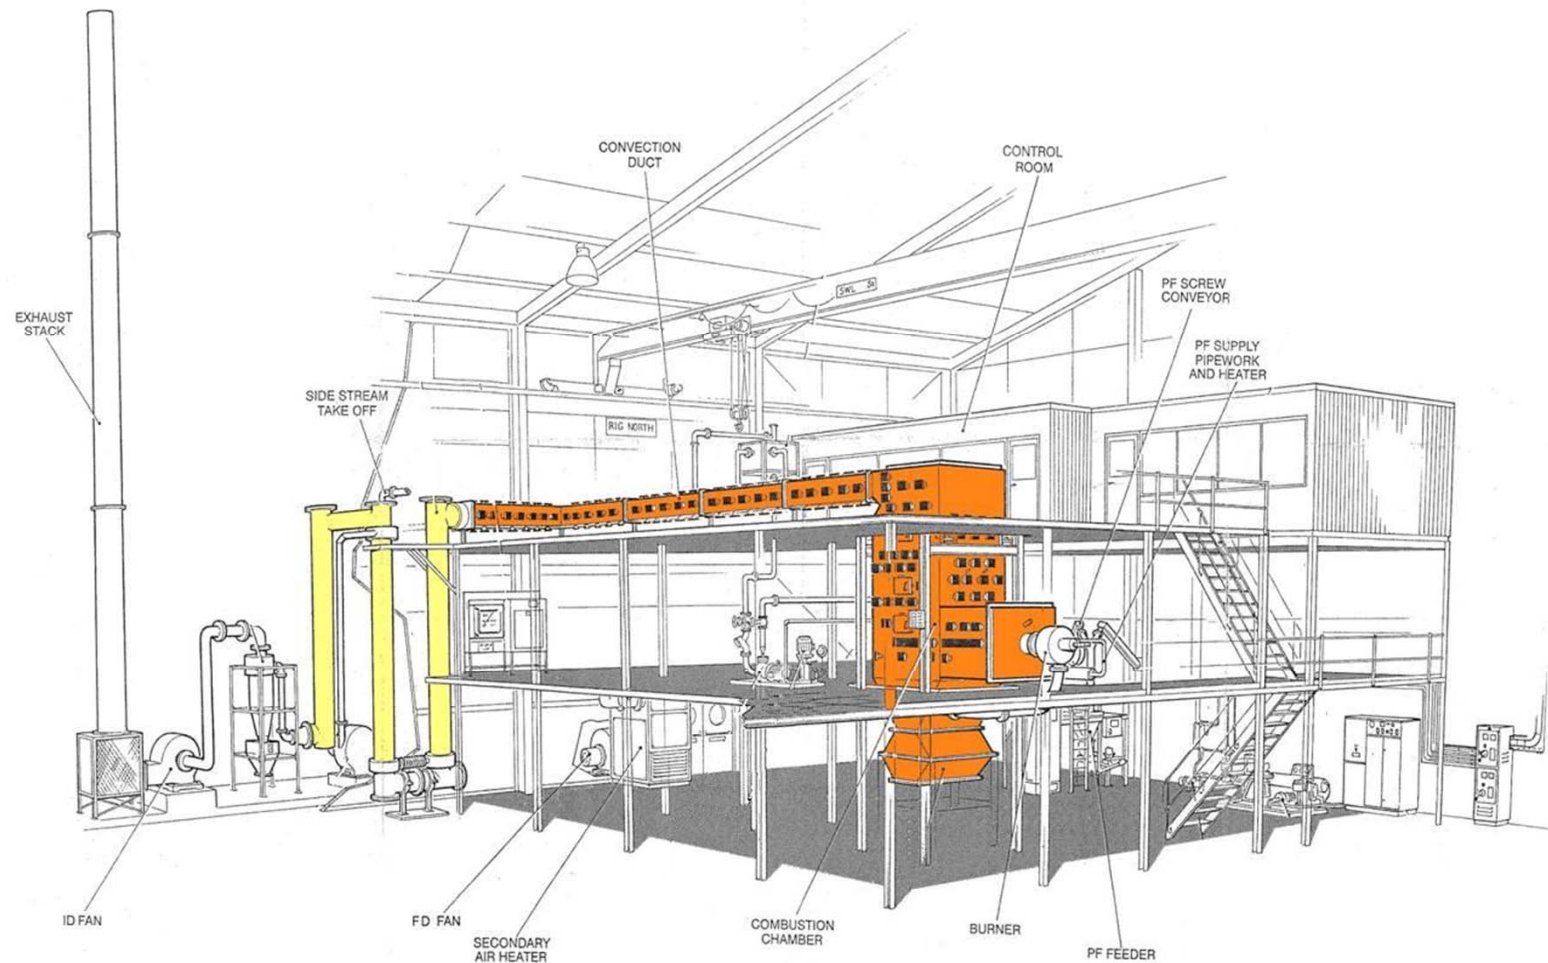 CONVECTION
DUCT
CONTROL
ROOM
PF SCREW
CONVEYOR
SWL
EXHAUST
STACK
PF SUPPLY
PIPEWORK
AND HEATER
SIDE STREAM
TAKE OFF
RIG NORTH
ID FAN
FD FAN
SECONDARY
AIR HEATER
COMBUSTION
CHAMBER
BURNER
PF FEEDER